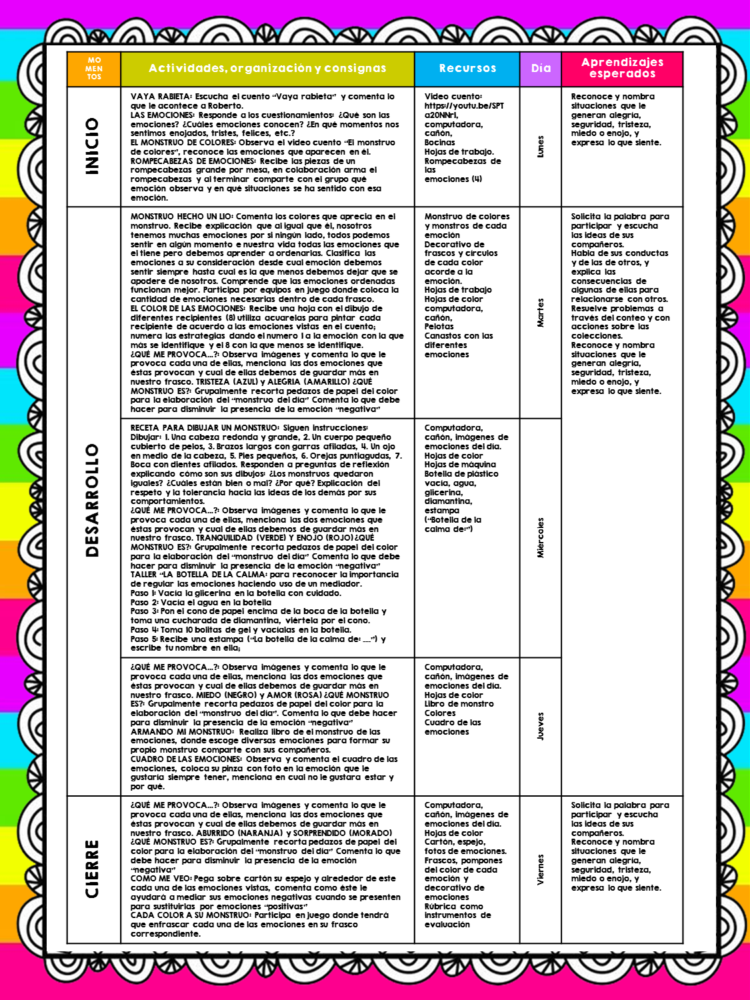 MO
MEN
TOS
Actividades, organización y consignas
Recursos
Día
Aprendizajes
esperados
INICIO
VAYA RABIETA: Escucha el cuento “Vaya rabieta” y comenta lo
que le acontece a Roberto.
LAS EMOCIONES: Responde a los cuestionamientos: ¿Qué son las
emociones? ¿Cuáles emociones conocen? ¿En qué momentos nos
sentimos enojados, tristes, felices, etc.?
EL MONSTRUO DE COLORES: Observa el video cuento “El monstruo
de colores”, reconoce las emociones que aparecen en él.
ROMPECABEZAS DE EMOCIONES: Recibe las piezas de un
rompecabezas grande por mesa, en colaboración arma el
rompecabezas y al terminar comparte con el grupo qué
emoción observa y en qué situaciones se ha sentido con esa
emoción.
Video cuento:
https://youtu.be/SPT
a20NNrI,
computadora,
cañón,
Bocinas
Hojas de trabajo.
Rompecabezas de
las
emociones (4)
Lunes
Reconoce y nombra
situaciones que le
generan alegría,
seguridad, tristeza,
miedo o enojo, y
expresa lo que siente.
DESARROLLO
MONSTRUO HECHO UN LIO: Comenta los colores que aprecia en el
monstruo. Recibe explicación que al igual que él, nosotros
tenemos muchas emociones por si ningún lado, todos podemos
sentir en algún momento e nuestra vida todas las emociones que
el tiene pero debemos aprender a ordenarlas. Clasifica las
emociones a su consideración desde cual emoción debemos
sentir siempre hasta cual es la que menos debemos dejar que se
apodere de nosotros. Comprende que las emociones ordenadas
funcionan mejor. Participa por equipos en juego donde coloca la
cantidad de emociones necesarias dentro de cada frasco.
EL COLOR DE LAS EMOCIONES: Recibe una hoja con el dibujo de
diferentes recipientes (8) utiliza acuarelas para pintar cada
recipiente de acuerdo a las emociones vistas en el cuento;
numera las estrategias dando el numero 1 a la emoción con la que
más se identifique y el 8 con la que menos se identifique.
¿QUÉ ME PROVOCA…?: Observa imágenes y comenta lo que le
provoca cada una de ellas, menciona las dos emociones que
éstas provocan y cual de ellas debemos de guardar más en
nuestro frasco. TRISTEZA (AZUL) y ALEGRIA (AMARILLO) ¿QUÉ
MONSTRUO ES?: Grupalmente recorta pedazos de papel del color
para la elaboración del “monstruo del día” Comenta lo que debe
hacer para disminuir la presencia de la emoción “negativa”
Monstruo de colores
y monstros de cada
emoción
Decorativo de
frascos y círculos
de cada color
acorde a la
emoción.
Hojas de trabajo
Hojas de color
computadora,
cañón,
Pelotas
Canastos con las
diferentes
emociones
Martes
Solicita la palabra para
participar y escucha
las ideas de sus
compañeros.
Habla de sus conductas
y de las de otros, y
explica las
consecuencias de
algunas de ellas para
relacionarse con otros.
Resuelve problemas a
través del conteo y con
acciones sobre las
colecciones.
Reconoce y nombra
situaciones que le
generan alegría,
seguridad, tristeza,
miedo o enojo, y
expresa lo que siente.
RECETA PARA DIBUJAR UN MONSTRUO: Siguen instrucciones:
Dibujar: 1. Una cabeza redonda y grande, 2. Un cuerpo pequeño
cubierto de pelos, 3. Brazos largos con garras afiladas, 4. Un ojo
en medio de la cabeza, 5. Pies pequeños, 6. Orejas puntiagudas, 7.
Boca con dientes afilados. Responden a preguntas de reflexión
explicando cómo son sus dibujos: ¿Los monstruos quedaron
iguales? ¿Cuáles están bien o mal? ¿Por qué? Explicación del
respeto y la tolerancia hacia las ideas de los demás por sus
comportamientos.
¿QUÉ ME PROVOCA…?: Observa imágenes y comenta lo que le
provoca cada una de ellas, menciona las dos emociones que
éstas provocan y cual de ellas debemos de guardar más en
nuestro frasco. TRANQUILIDAD (VERDE) Y ENOJO (ROJO)¿QUÉ
MONSTRUO ES?: Grupalmente recorta pedazos de papel del color
para la elaboración del “monstruo del día” Comenta lo que debe
hacer para disminuir la presencia de la emoción “negativa”
TALLER “LA BOTELLA DE LA CALMA: para reconocer la importancia
de regular las emociones haciendo uso de un mediador.
Paso 1: Vacía la glicerina en la botella con cuidado.
Paso 2: Vacía el agua en la botella
Paso 3: Pon el cono de papel encima de la boca de la botella y
toma una cucharada de diamantina, viértela por el cono.
Paso 4: Toma 10 bolitas de gel y vacíalas en la botella.
Paso 5: Recibe una estampa (“La botella de la calma de: ___”) y
escribe tu nombre en ella;
Computadora,
cañón, imágenes de
emociones del día.
Hojas de color
Hojas de máquina
Botella de plástico
vacía, agua,
glicerina,
diamantina,
estampa
(“Botella de la
calma de:”)
Miércoles
¿QUÉ ME PROVOCA…?: Observa imágenes y comenta lo que le
provoca cada una de ellas, menciona las dos emociones que
éstas provocan y cual de ellas debemos de guardar más en
nuestro frasco. MIEDO (NEGRO) y AMOR (ROSA) ¿QUÉ MONSTRUO
ES?: Grupalmente recorta pedazos de papel del color para la
elaboración del “monstruo del día”. Comenta lo que debe hacer
para disminuir la presencia de la emoción “negativa”
ARMANDO MI MONSTRUO: Realiza libro de el monstruo de las
emociones, donde escoge diversas emociones para formar su
propio monstruo comparte con sus compañeros.
CUADRO DE LAS EMOCIONES: Observa y comenta el cuadro de las
emociones, coloca su pinza con foto en la emoción que le
gustaría siempre tener, menciona en cual no le gustara estar y
por qué.
Computadora,
cañón, imágenes de
emociones del día.
Hojas de color
Libro de monstro
Colores
Cuadro de las
emociones
Jueves
CIERRE
¿QUÉ ME PROVOCA…?: Observa imágenes y comenta lo que le
provoca cada una de ellas, menciona las dos emociones que
éstas provocan y cual de ellas debemos de guardar más en
nuestro frasco. ABURRIDO (NARANJA) y SORPRENDIDO (MORADO)
¿QUÉ MONSTRUO ES?: Grupalmente recorta pedazos de papel del
color para la elaboración del “monstruo del día” Comenta lo que
debe hacer para disminuir la presencia de la emoción
“negativa”
COMO ME VEO: Pega sobre cartón su espejo y alrededor de este
cada una de las emociones vistas, comenta como éste le
ayudará a mediar sus emociones negativas cuando se presenten
para sustituirlas por emociones “positivas”
CADA COLOR A SU MONSTRUO: Participa en juego donde tendrá
que enfrascar cada una de las emociones en su frasco
correspondiente.
Computadora,
cañón, imágenes de
emociones del día.
Hojas de color
Cartón, espejo,
fotos de emociones.
Frascos, pompones
del color de cada
emoción y
decorativo de
emociones
Rúbrica como
instrumentos de
evaluación
Viernes
Solicita la palabra para
participar y escucha
las ideas de sus
compañeros.
Reconoce y nombra
situaciones que le
generan alegría,
seguridad, tristeza,
miedo o enojo, y
expresa lo que siente.